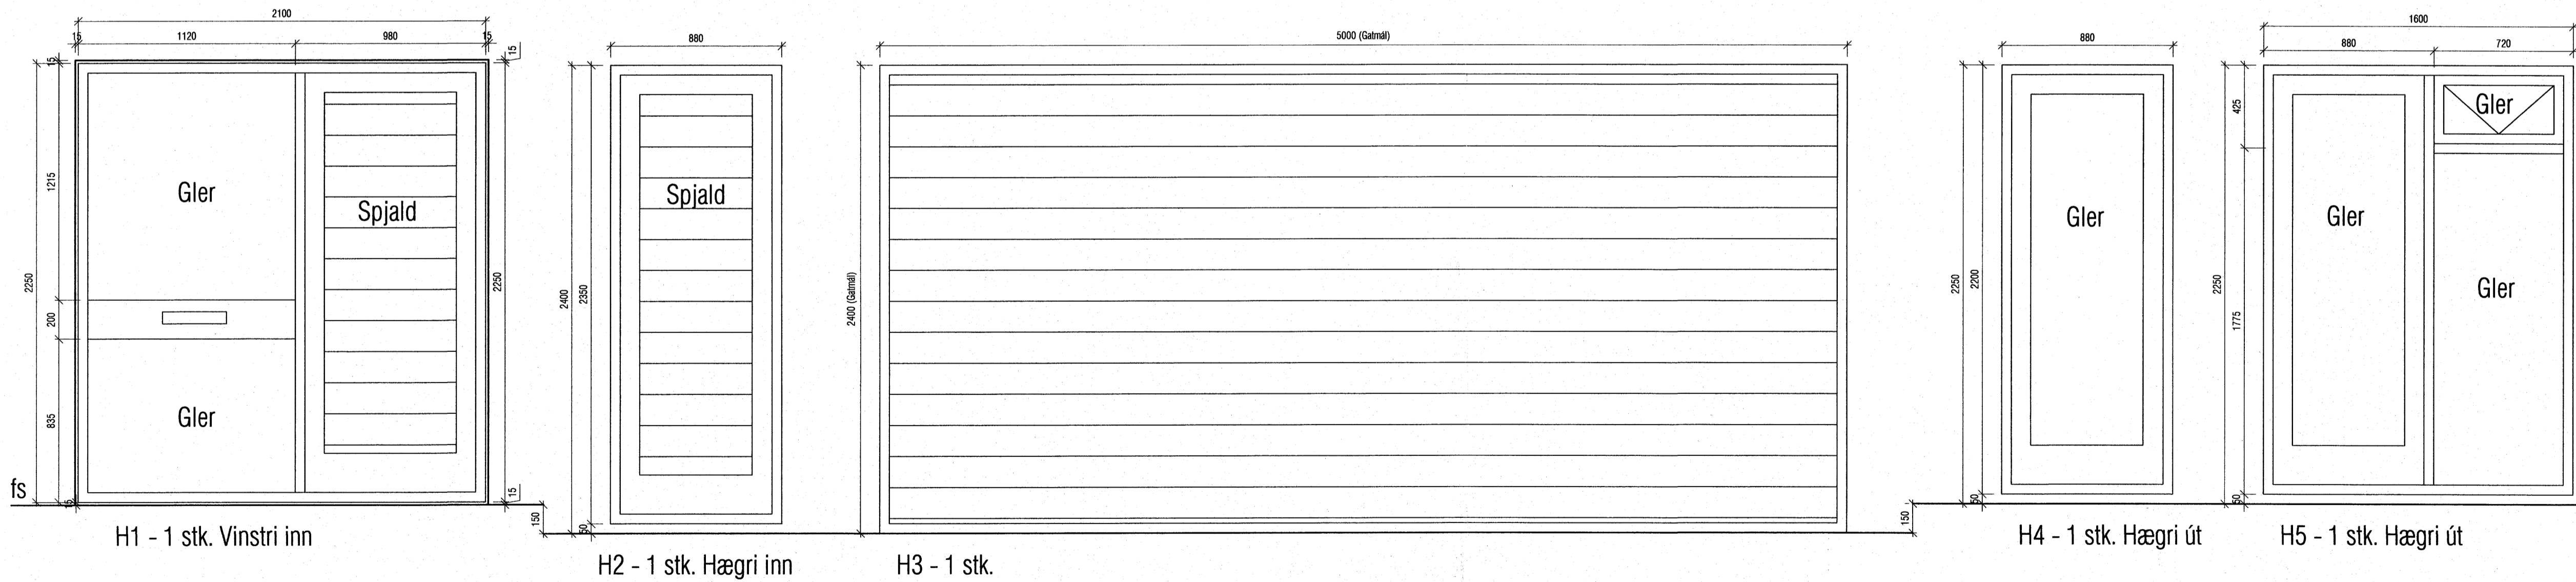 2100
15 1120 980 15
15
15
2250
1215
200
835
15
2250
15
Gler
Spjald
Gler
fs
H1 - 1 stk. Vinstri inn
150
880
2400
2350
50
Spjald
H2 - 1 stk. Hægri inn
5000 (Gatmál)
2400 (Gatmál)
H3 - 1 stk.
150
880
2250
2200
50
Gler
H4 - 1 stk. Hægri út
1600
880 720
2250
425
1775
50
Gler
Gler
Gler
H5 - 1 stk. Hægri út